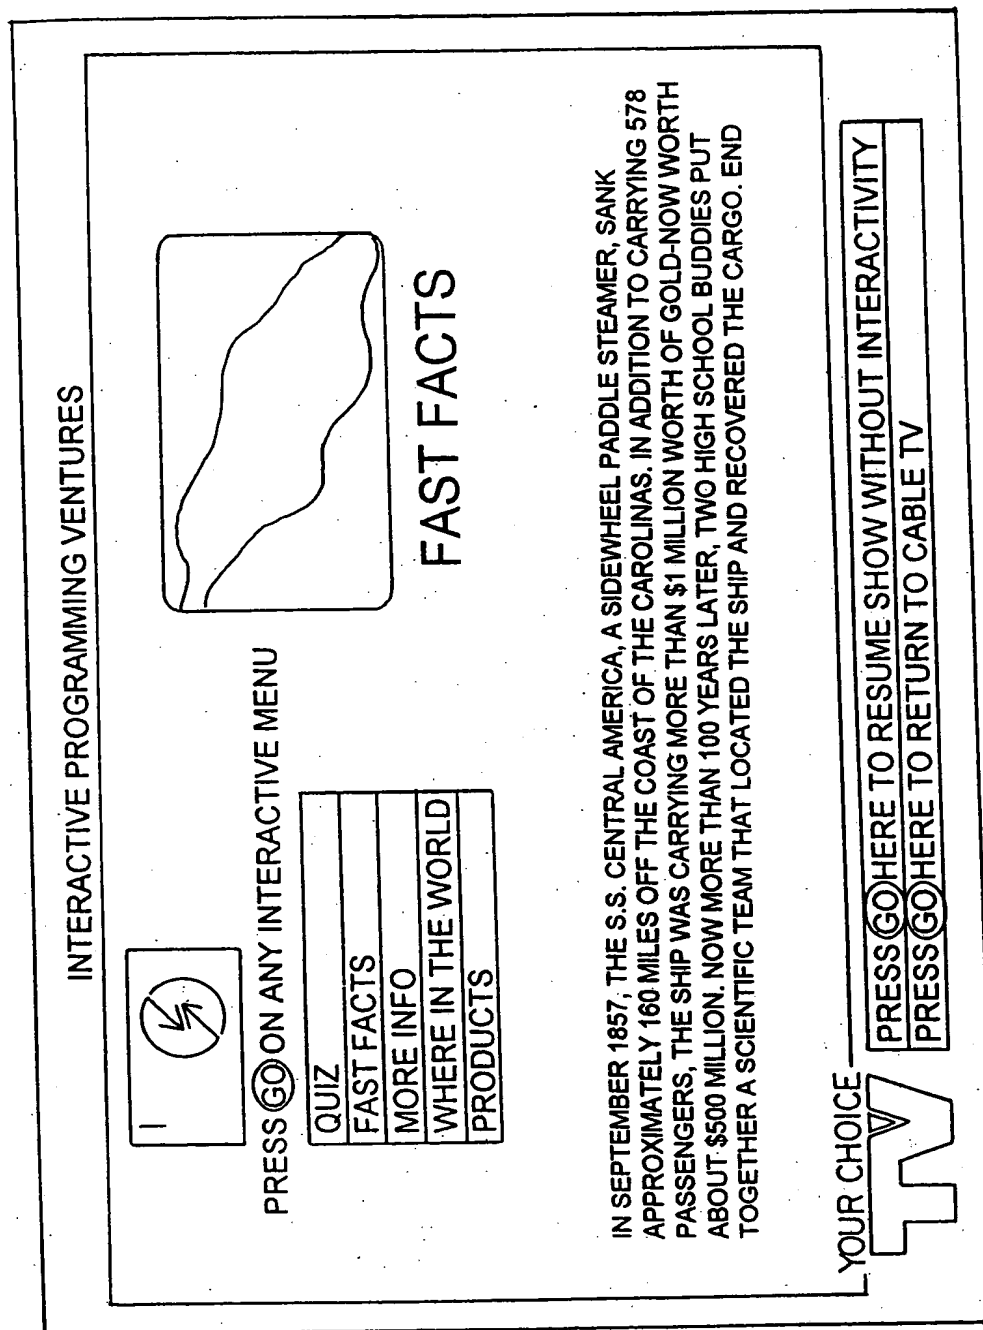 INTERACTIVE PROGRAMMING VENTURES
PRESS GO ON ANY INTERACTIVE MENU
QUIZ
FAST FACTS
MORE INFO
WHERE IN THE WORLD
PRODUCTS
FAST FACTS
IN SEPTEMBER 1857, THE S.S. CENTRAL AMERICA, A SIDEWHEEL PADDLE STEAMER, SANK
APPROXIMATELY 160 MILES OFF THE COAST OF THE CAROLINAS. IN ADDITION TO CARRYING 578
PASSENGERS, THE SHIP WAS CARRYING MORE THAN $1 MILLION WORTH OF GOLD-NOW WORTH
ABOUT $500 MILLION. NOW MORE THAN 100 YEARS LATER, TWO HIGH SCHOOL BUDDIES PUT
TOGETHER A SCIENTIFIC TEAM THAT LOCATED THE SHIP AND RECOVERED THE CARGO. END
YOUR CHOICE
TV
PRESS GO HERE TO RESUME SHOW WITHOUT INTERACTIVITY
PRESS GO HERE TO RETURN TO CABLE TV